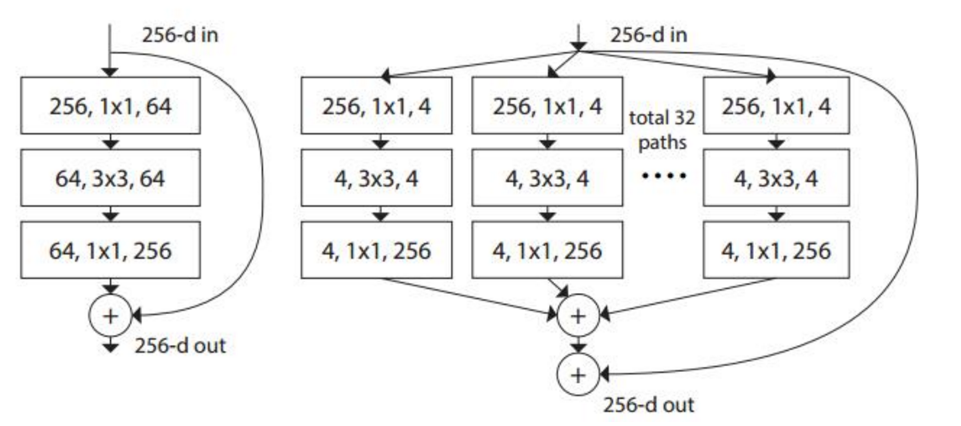 256-d in
256, 1x1, 64
64, 3x3, 64
64, 1x1, 256
+
256-d out
256-d in
256, 1x1, 4
256, 1x1, 4
total 32
paths
256, 1x1, 4
4, 3x3, 4
4, 3x3, 4
....
4, 3x3, 4
4, 1x1, 256
4, 1x1, 256
4, 1x1, 256
+
+
256-d out